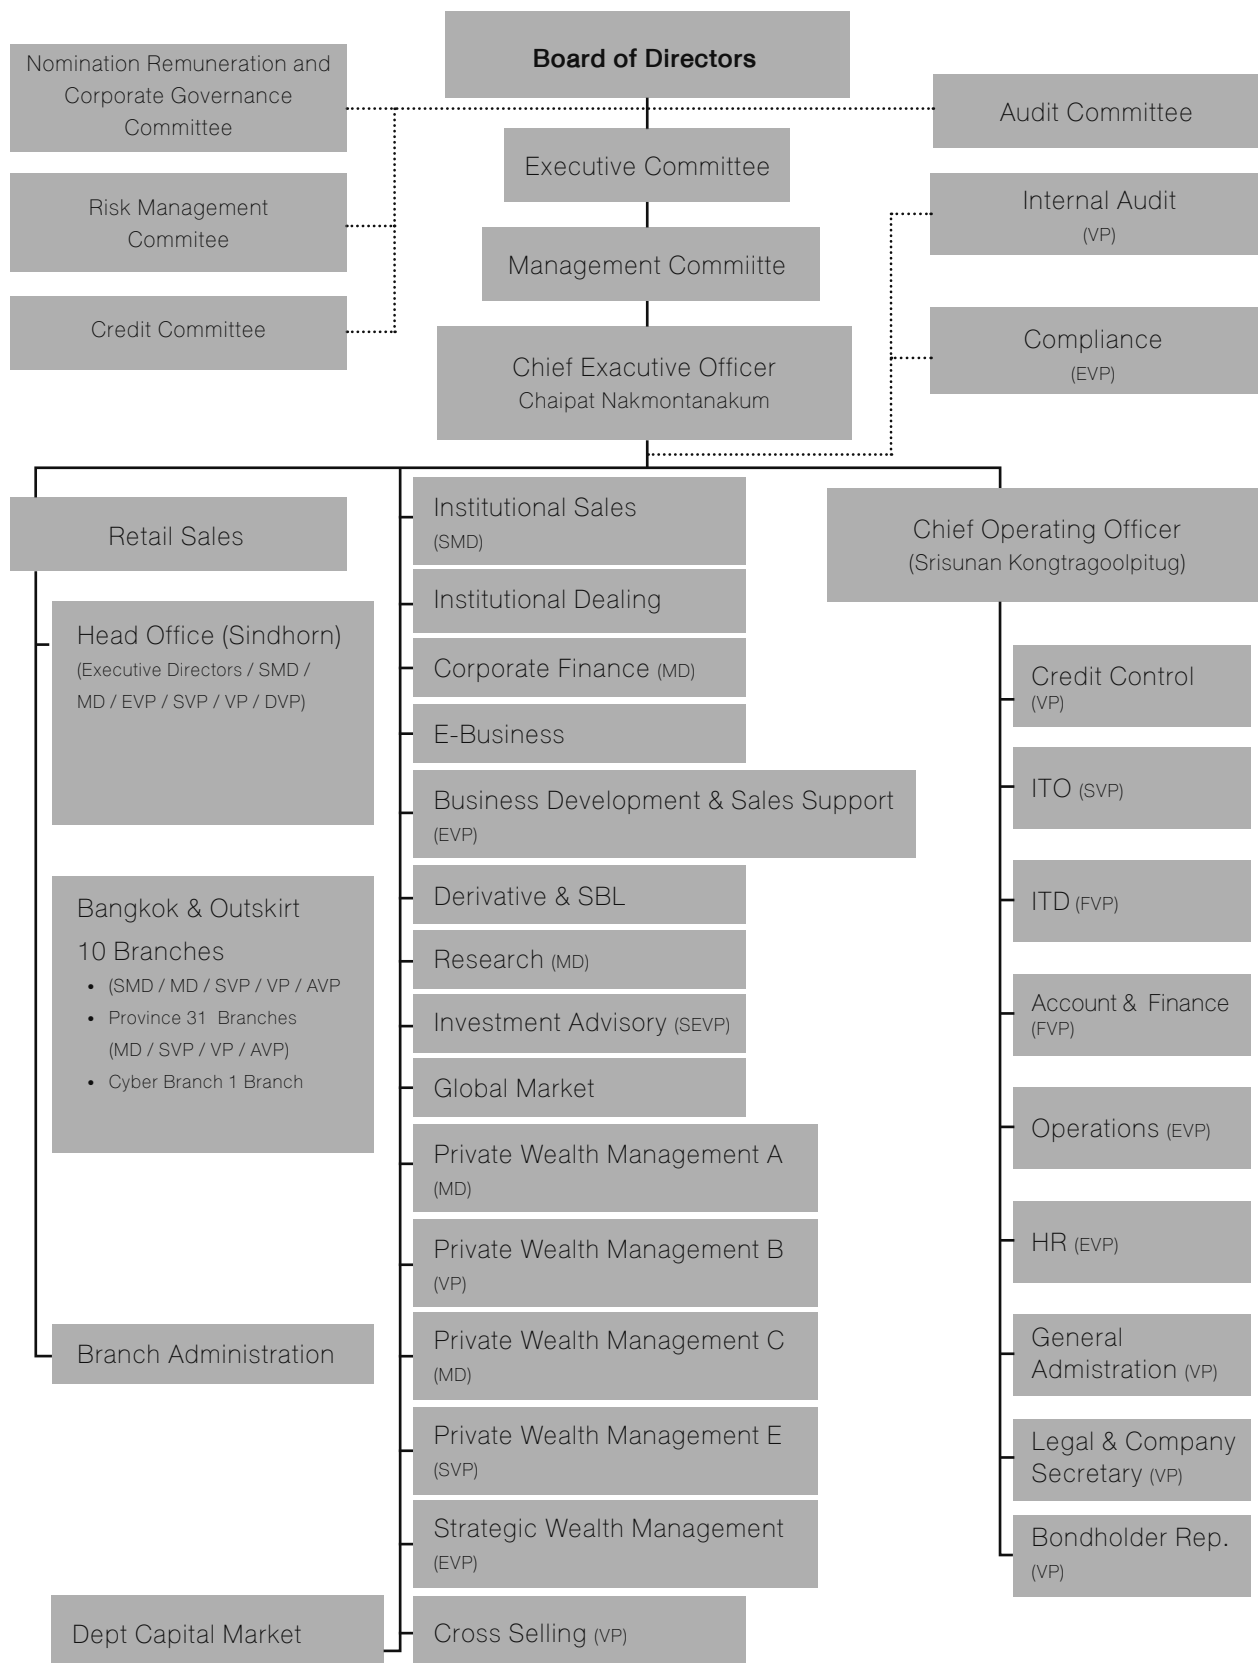 Board of Directors
Nomination Remuneration and
Corporate Governance
Committee
Audit Committee
Executive Committee
Risk Management
Commitee
Internal Audit
(VP)
Management Commiitte
Credit Committee
Compliance
(EVP)
Chief Exacutive Officer
Chaipat Nakmontanakum
Retail Sales
Head Office (Sindhorn)
(Executive Directors / SMD /
MD / EVP / SVP / VP / DVP)
Bangkok & Outskirt
10 Branches
• (SMD / MD / SVP / VP / AVP
• Province 31 Branches
(MD / SVP / VP / AVP)
• Cyber Branch 1 Branch
Branch Administration
Dept Capital Market
Institutional Sales
(SMD)
Institutional Dealing
Corporate Finance (MD)
E-Business
Business Development & Sales Support
(EVP)
Derivative & SBL
Research (MD)
Investment Advisory (SEVP)
Global Market
Private Wealth Management A
(MD)
Private Wealth Management B
(VP)
Private Wealth Management C
(MD)
Private Wealth Management E
(SVP)
Strategic Wealth Management
(EVP)
Cross Selling (VP)
Chief Operating Officer
(Srisunan Kongtragoolpitug)
Credit Control
(VP)
ITO (SVP)
ITD (FVP)
Account & Finance
(FVP)
Operations (EVP)
HR (EVP)
General
Admistration (VP)
Legal & Company
Secretary (VP)
Bondholder Rep.
(VP)